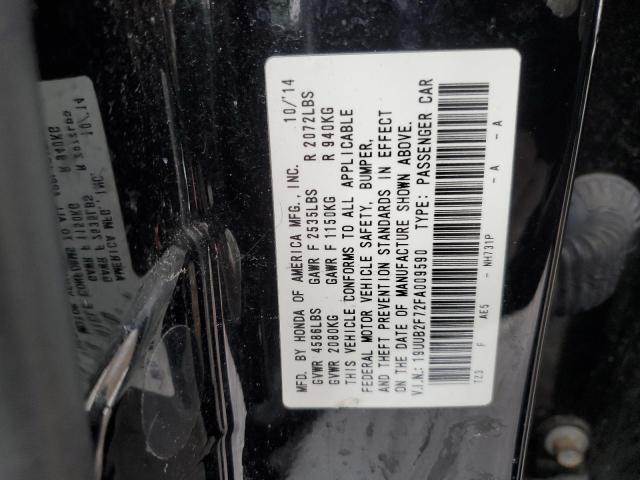 MFD. BY HONDA OF AMERICA MFG., INC. 10/'14
GVWR 4586LBS GAWR F 2535LBS R 2072LBS
GVWR 2080KG GAWR F 1150KG R 940KG
THIS VEHICLE CONFORMS TO ALL APPLICABLE
FEDERAL MOTOR VEHICLE SAFETY, BUMPER,
AND THEFT PREVENTION STANDARDS IN EFFECT
ON THE DATE OF MANUFACTURE SHOWN ABOVE.
V.I.N.: 19UUB2F72FA009590 TYPE: PASSENGER CAR
TZ3 F AE5 - NH731P - A - A